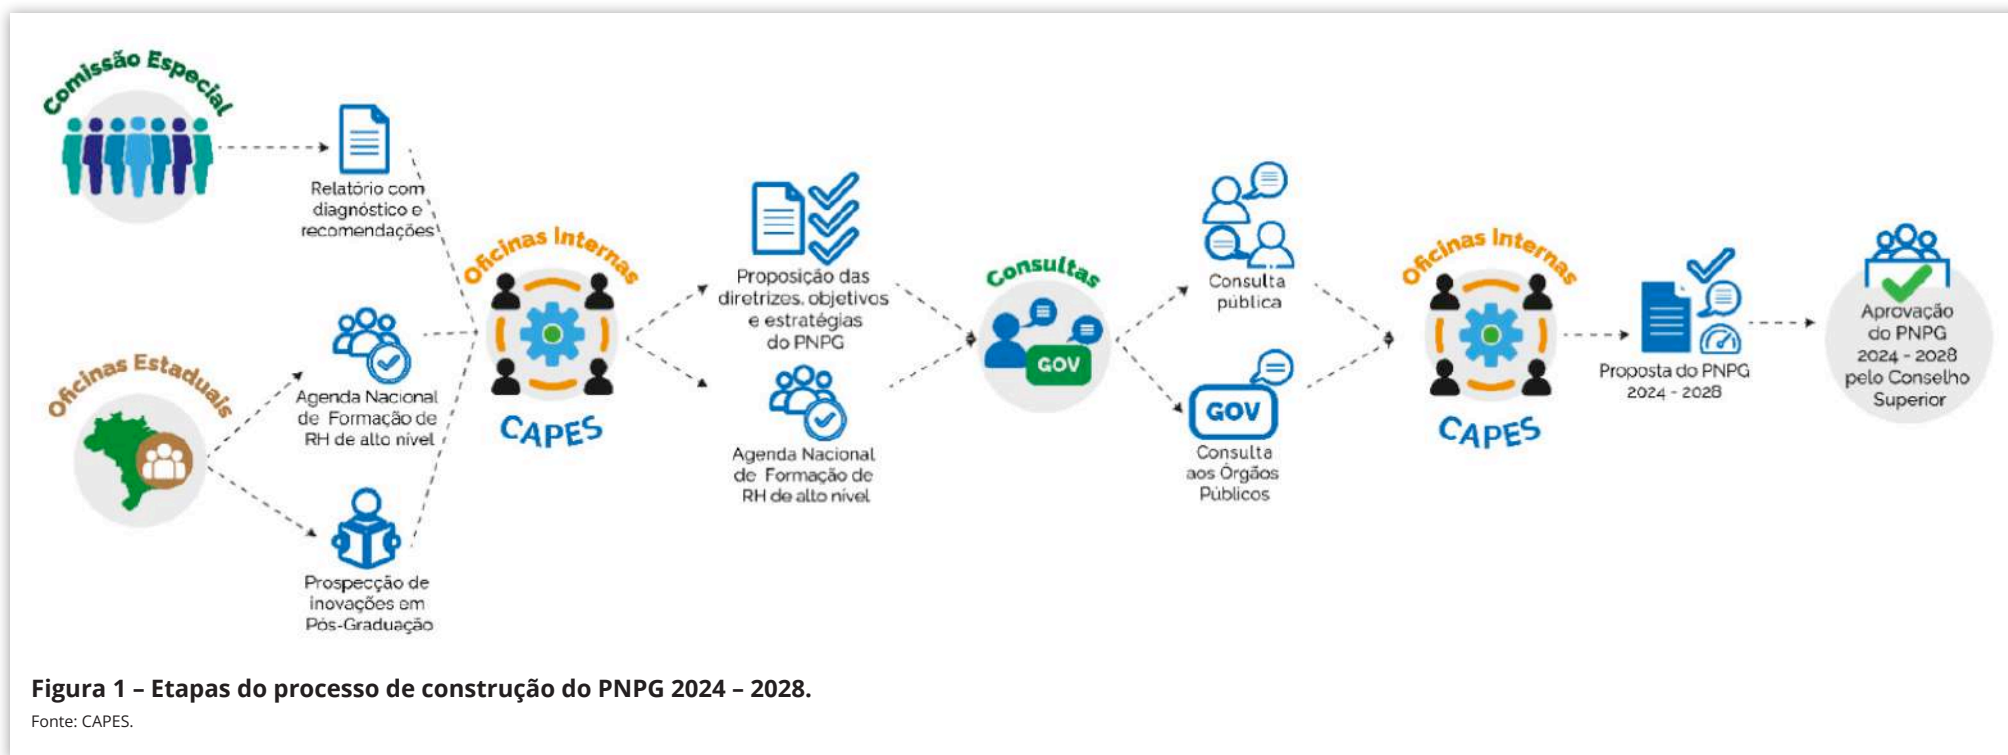 Comissão Especial
Relatório com
diagnóstico e
recomendações
Oficinas Estaduais
Agenda Nacional
de Formação de
RH de alto nível
Prospecção de
inovações em
Pós-Graduação
Oficinas Internas
CAPES
Proposição das
diretrizes, objetivos
e estratégias
do PNPG
Agenda Nacional
de Formação de
RH de alto nível
Consultas
GOV
Consulta
pública
GOV
Consulta
aos Órgãos
Públicos
Oficinas Internas
CAPES
Proposta do PNPG
2024 - 2028
Aprovação
do PNPG
2024 - 2028
pelo Conselho
Superior
Figura 1 – Etapas do processo de construção do PNPG 2024 – 2028.
Fonte: CAPES.